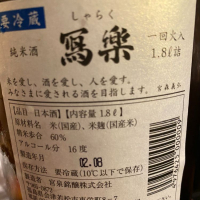 要冷蔵
しゃらく
純米酒
寫樂
一回火入
1.8ℓ詰
米を愛し、酒を愛し、人を愛す。
みなさまに愛される酒を目指します。
【品目・日本酒】【内容量 1.8ℓ】
原材料:米(国産)、米麹(国産米)
精米歩合 60%
アルコール分 16度
製造年月 02.08
保存方法 要冷蔵(10℃以下で保存)
製造者 宮泉銘醸株式会社